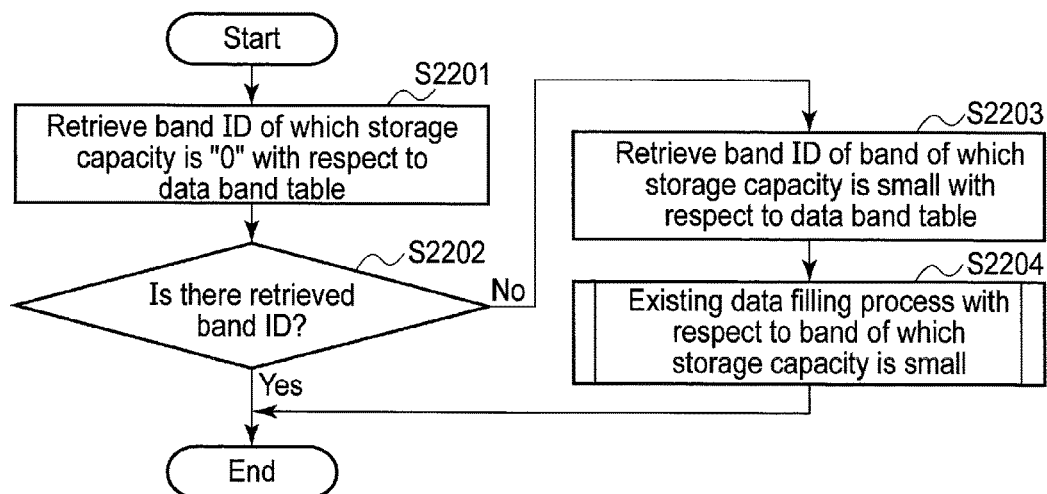 Start
S2201
Retrieve band ID of which storage
capacity is "0" with respect to
data band table
S2202
Is there retrieved
band ID?
No
Yes
S2203
Retrieve band ID of band of which
storage capacity is small with
respect to data band table
S2204
Existing data filling process with
respect to band of which
storage capacity is small
End